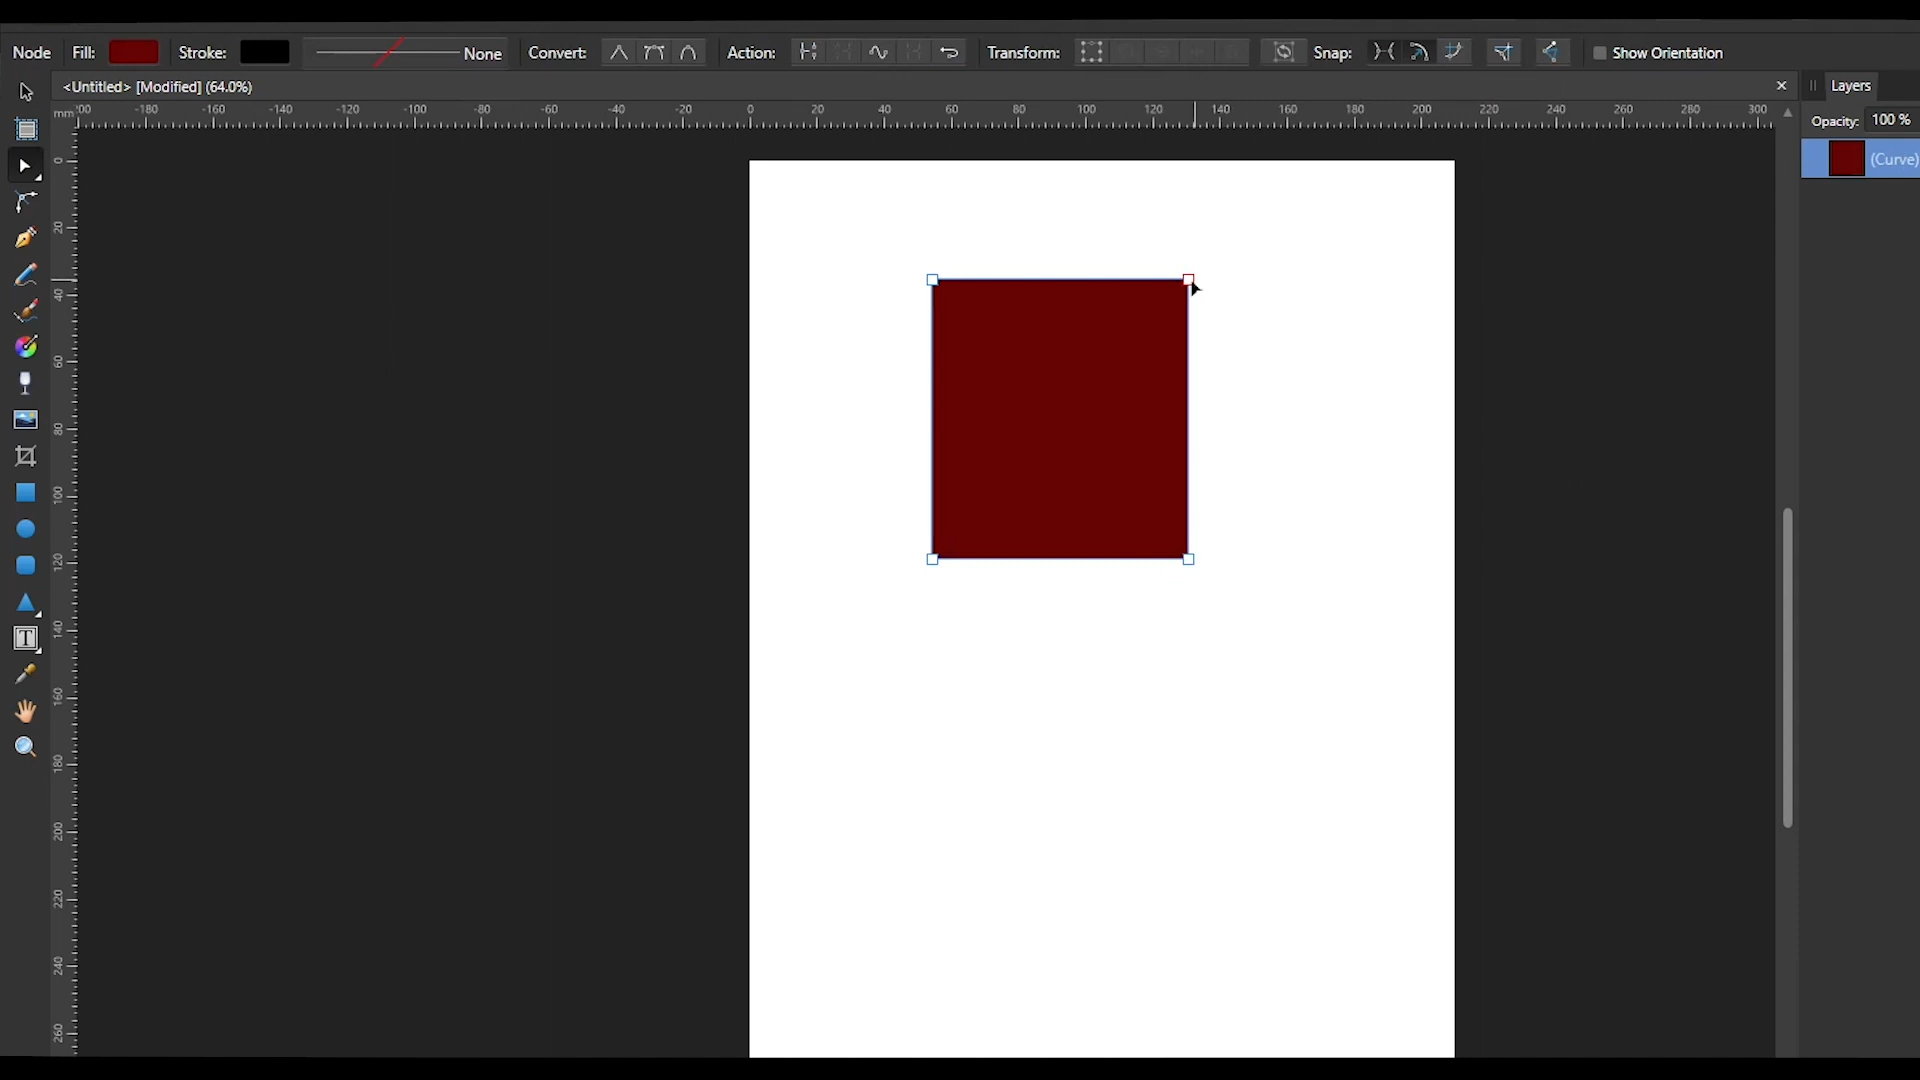 Node Fill: Stroke: None Convert: Action: Transform: Snap: Show Orientation
<Untitled> [Modified] (64.0%)
Layers
mm 00 -180 -160 -140 -120 -100 -80 -60 -40 -20 0 20 40 60 80 100 120 140 160 180 200 220 240 260 280 300
Opacity: 100 %
(Curve)
0
20
40
60
80
100
120
140
T
160
180
200
220
240
260